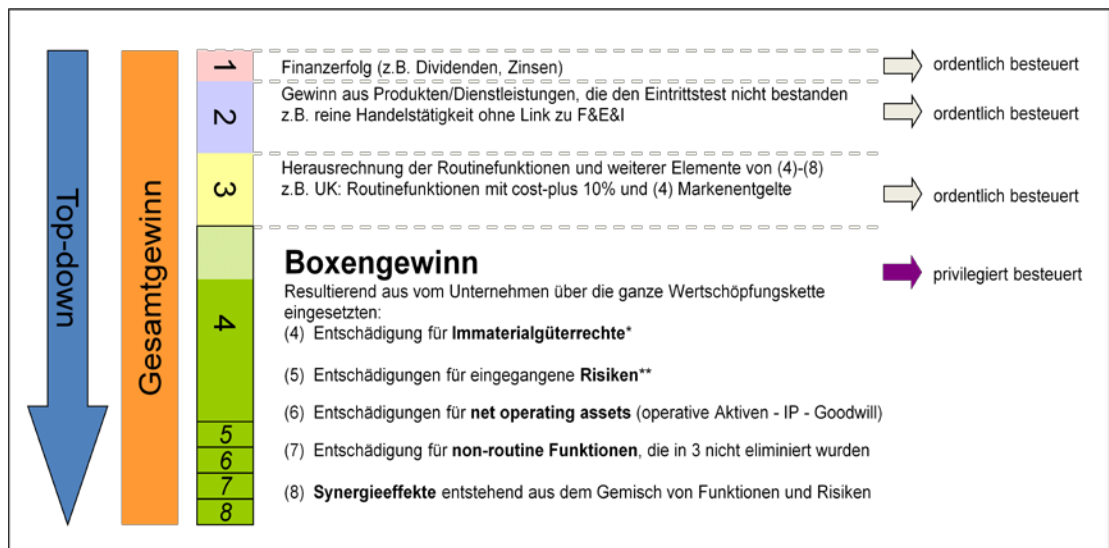 Top-down
Gesamtgewinn
1
Finanzerfolg (z.B. Dividenden, Zinsen)
ordentlich besteuert
2
Gewinn aus Produkten/Dienstleistungen, die den Eintrittstest nicht bestanden
z.B. reine Handelstätigkeit ohne Link zu F&E&I
ordentlich besteuert
3
Herausrechnung der Routinefunktionen und weiterer Elemente von (4)-(8)
z.B. UK: Routinefunktionen mit cost-plus 10% und (4) Markenentgelte
ordentlich besteuert
4
Boxengewinn
privilegiert besteuert
Resultierend aus vom Unternehmen über die ganze Wertschöpfungskette
eingesetzten:
(4) Entschädigung für Immaterialgüterrechte*
(5) Entschädigungen für eingegangene Risiken**
(6) Entschädigungen für net operating assets (operative Aktiven - IP - Goodwill)
(7) Entschädigung für non-routine Funktionen, die in 3 nicht eliminiert wurden
(8) Synergieeffekte entstehend aus dem Gemisch von Funktionen und Risiken
5
6
7
8